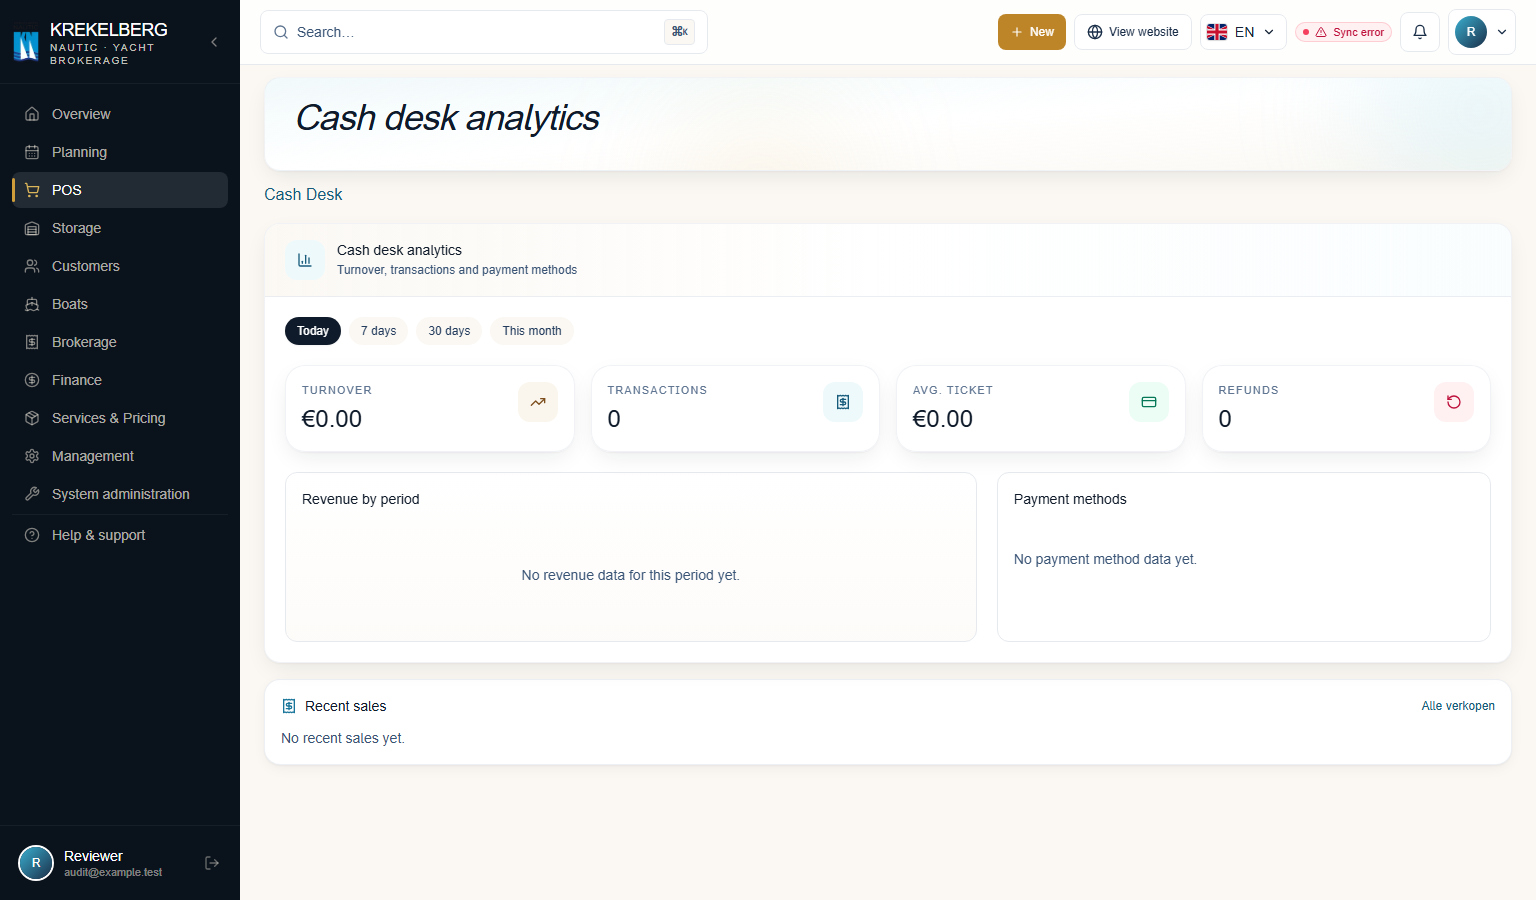 KREKELBERG
NAUTIC · YACHT
BROKERAGE
Search...
⌘K
New
View website
EN
Sync error
R
Overview
Planning
POS
Storage
Customers
Boats
Brokerage
Finance
Services & Pricing
Management
System administration
Help & support
Reviewer
audit@example.test
R
Cash desk analytics
Cash Desk
Cash desk analytics
Turnover, transactions and payment methods
Today
7 days
30 days
This month
TURNOVER
€0.00
TRANSACTIONS
0
AVG. TICKET
€0.00
REFUNDS
0
Revenue by period
No revenue data for this period yet.
Payment methods
No payment method data yet.
Recent sales
Alle verkopen
No recent sales yet.